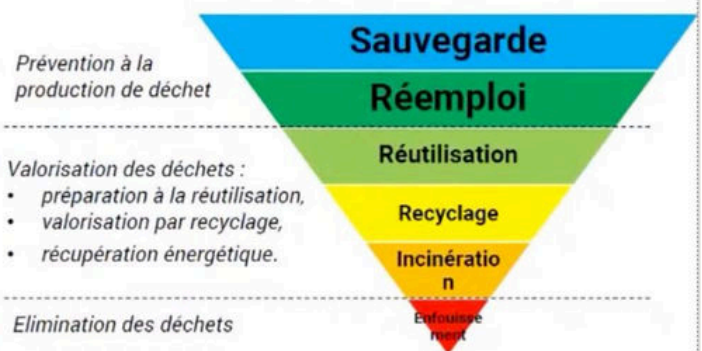 Sauvegarde
Prévention à la
production de déchet
Réemploi
Réutilisation
Valorisation des déchets :
• préparation à la réutilisation,
• valorisation par recyclage,
• récupération énergétique.
Recyclage
Incinératio
n
Elimination des déchets
Enfouisse
ment